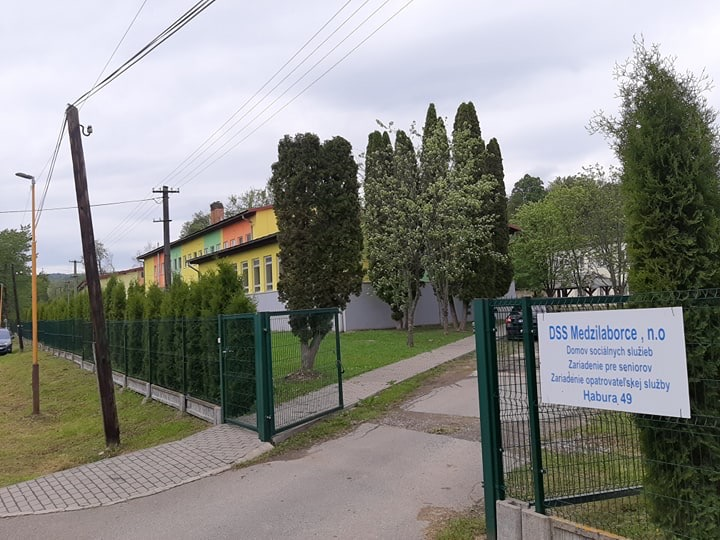 DSS Medzilaborce , n.o
Domov sociálnych služieb
Zariadenie pre seniorov
Zariadenie opatrovateľskej služby
Habura 49